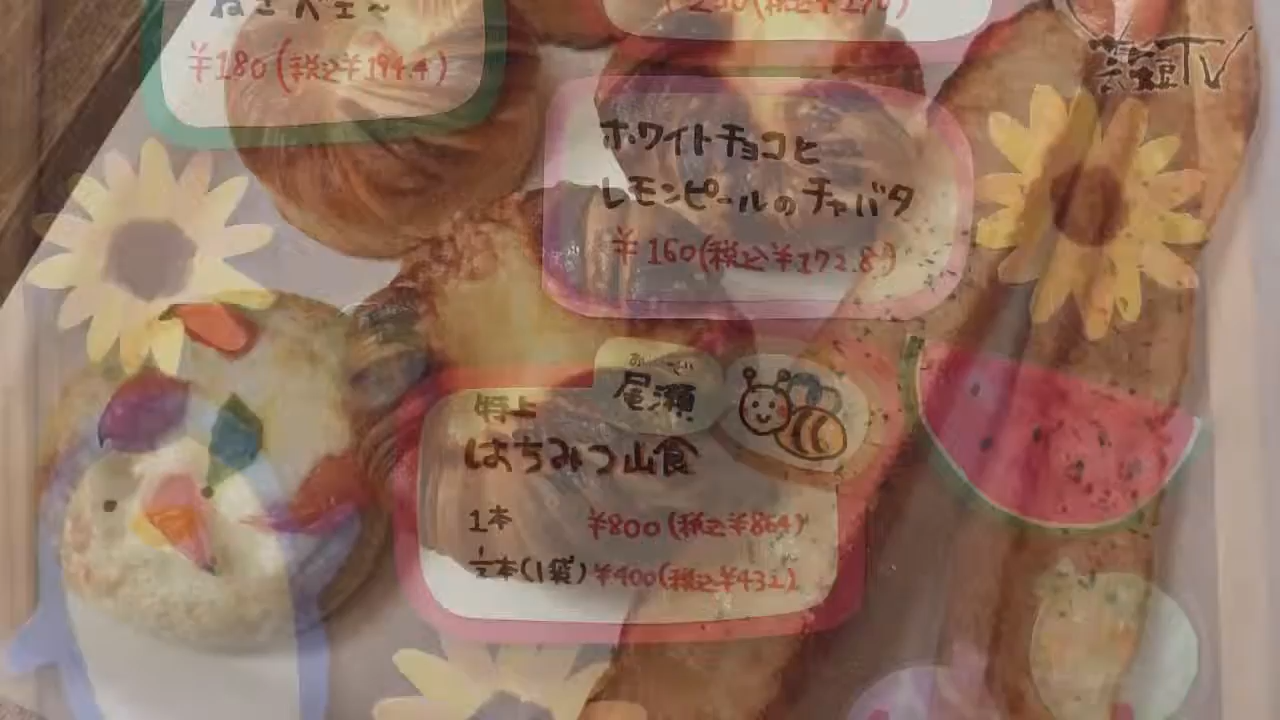 ¥180(税込¥194.4)
ホワイトチョコと
レモンピールのチャバタ
¥160(税込¥172.8)
尾瀬
特上
はちみつ山食
1本 ¥800(税込¥864)
½本(1袋)¥400(税込¥432)